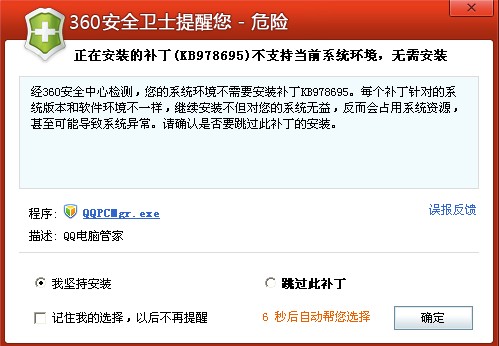 360安全卫士提醒您 - 危险
正在安装的补丁(KB978695)不支持当前系统环境，无需安装
经360安全中心检测，您的系统环境不需要安装补丁KB978695。每个补丁针对的系
统版本和软件环境不一样，继续安装不但对您的系统无益，反而会占用系统资源，
甚至可能导致系统异常。请确认是否要跳过此补丁的安装。
程序: QQPCMgr.exe 误报反馈
描述: QQ电脑管家
我坚持安装 跳过此补丁
记住我的选择，以后不再提醒 6 秒后自动帮您选择 确定